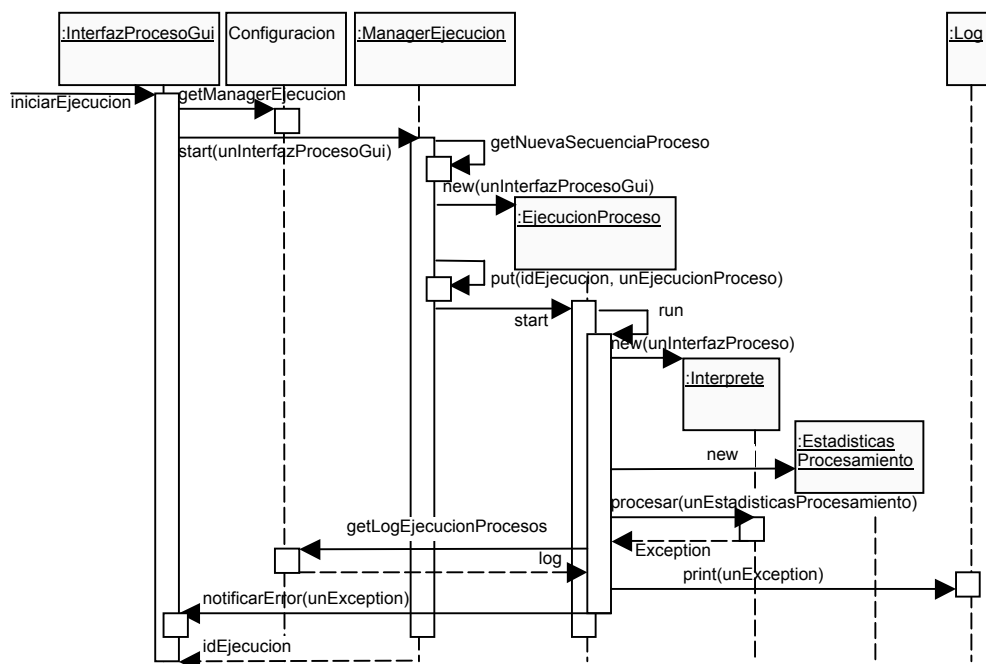 :InterfazProcesoGui
Configuracion
:ManagerEjecucion
:Log
iniciarEjecucion
getManagerEjecucion
start(unInterfazProcesoGui)
getNuevaSecuenciaProceso
new(unInterfazProcesoGui)
:EjecucionProceso
put(idEjecucion, unEjecucionProceso)
start
run
new(unInterfazProceso)
:Interprete
:Estadisticas
Procesamiento
new
procesar(unEstadisticasProcesamiento)
getLogEjecucionProcesos
Exception
log
print(unException)
notificarError(unException)
idEjecucion